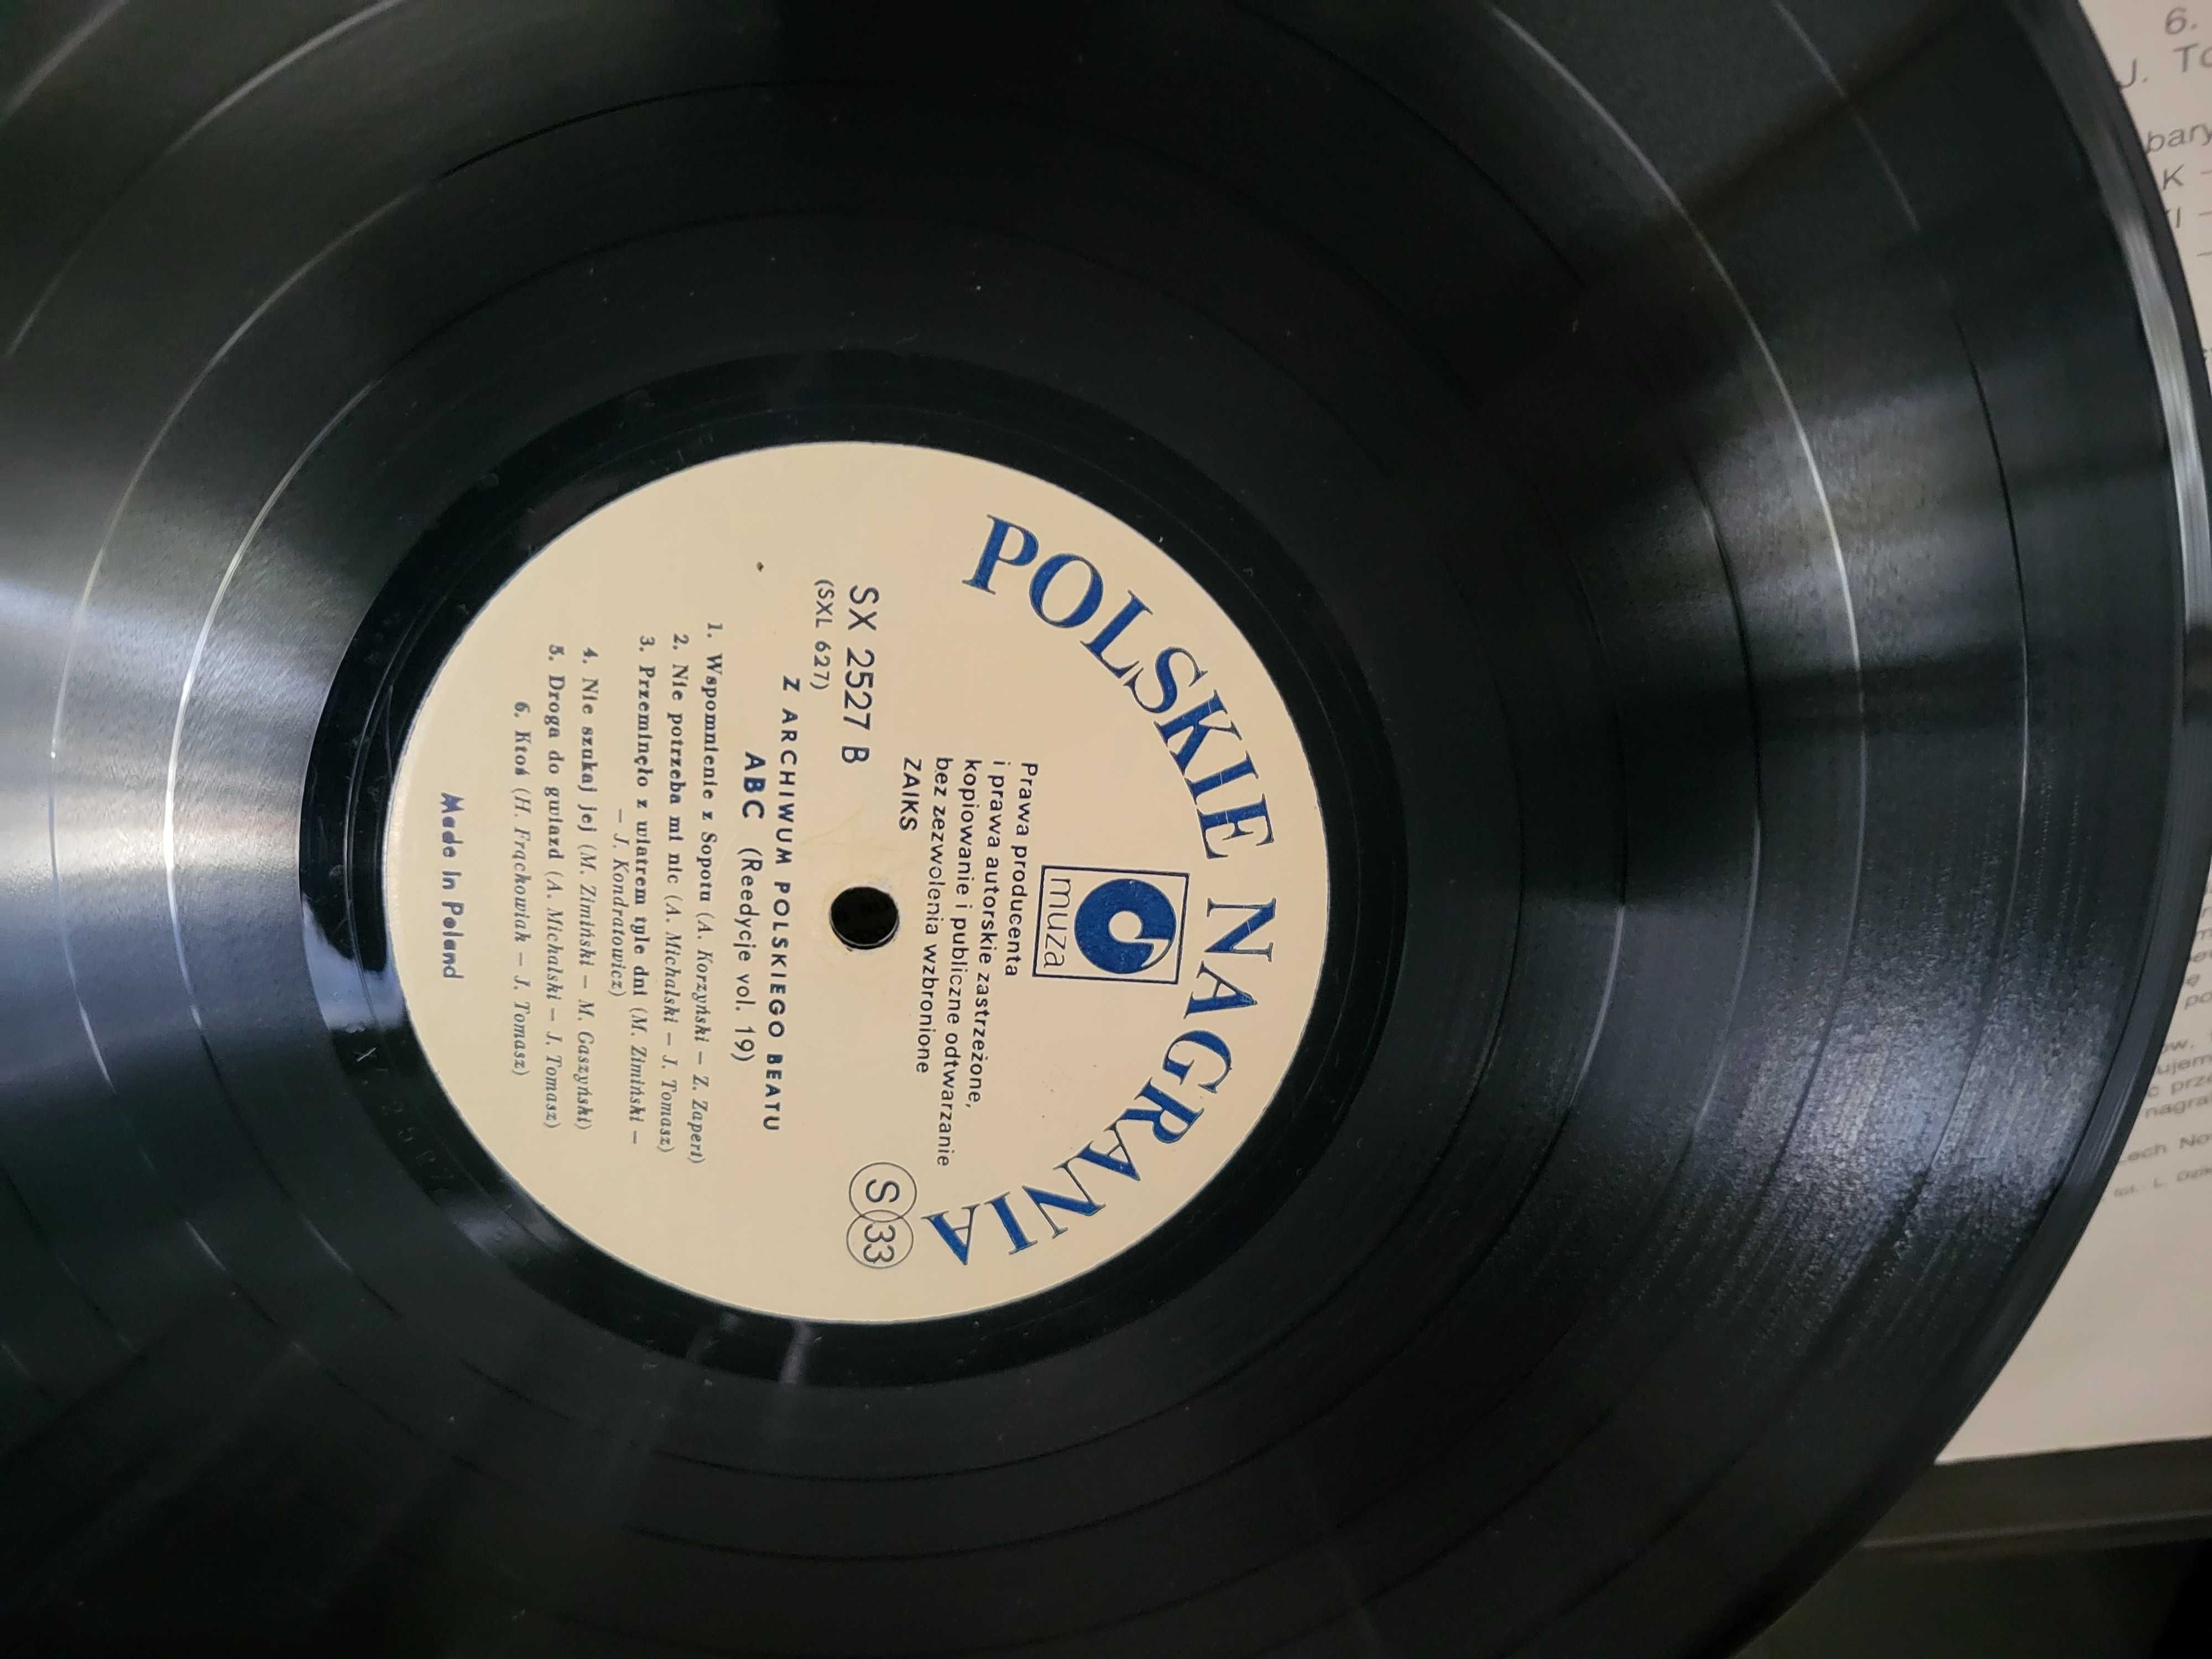 POLSKIE NAGRANIA
muza
Prawa producenta
i prawa autorskie zastrzeżone,
kopiowanie i publiczne odtwarzanie
bez zezwolenia wzbronione
ZAIKS
SX 2527 B
(SXL 627)
S 33
Z ARCHIWUM POLSKIEGO BEATU
ABC (Reedycje vol. 19)
1. Wspomnienie z Sopotu (A. Korzyński – Z. Zapert)
2. Nie potrzeba mi nic (A. Michalski – J. Tomasz)
3. Przeminęło z wiatrem tyle dni (M. Zimiński –
– J. Kondratowicz)
4. Nie szukaj jej (M. Zimiński – M. Gaszyński)
5. Droga do gwiazd (A. Michalski – J. Tomasz)
6. Ktoś (H. Frąckowiak – J. Tomasz)
Made in Poland
6.
J.
K –